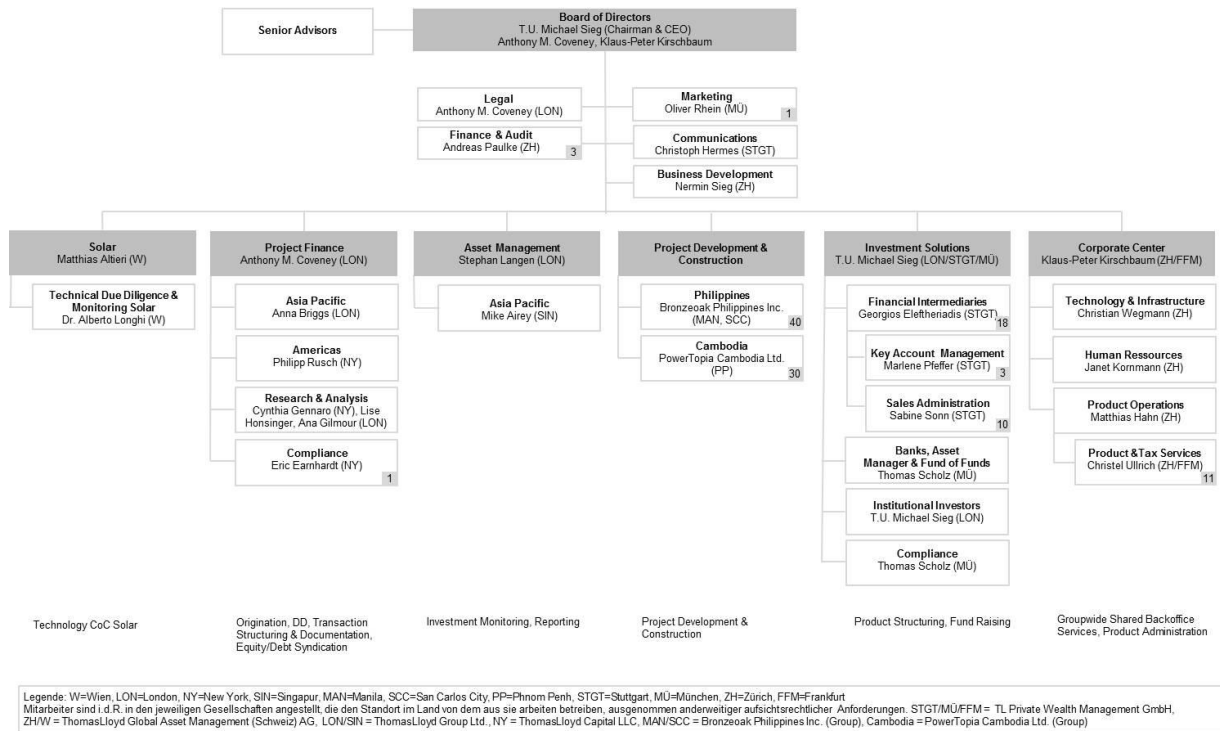 Senior Advisors
Board of Directors
T.U. Michael Sieg (Chairman & CEO)
Anthony M. Coveney, Klaus-Peter Kirschbaum
Legal
Anthony M. Coveney (LON)
Marketing
Oliver Rhein (MÜ)
1
Finance & Audit
Andreas Paulke (ZH)
3
Communications
Christoph Hermes (STGT)
Business Development
Nermin Sieg (ZH)
Solar
Matthias Altieri (W)
Technical Due Diligence &
Monitoring Solar
Dr. Alberto Longhi (W)
Project Finance
Anthony M. Coveney (LON)
Asia Pacific
Anna Briggs (LON)
Americas
Philipp Rusch (NY)
Research & Analysis
Cynthia Gennaro (NY), Lise
Honsinger, Ana Gilmour (LON)
Compliance
Eric Earnhardt (NY)
1
Asset Management
Stephan Langen (LON)
Asia Pacific
Mike Airey (SIN)
Project Development &
Construction
Philippines
Bronzeoak Philippines Inc.
(MAN, SCC)
40
Cambodia
PowerTopia Cambodia Ltd.
(PP)
30
Investment Solutions
T.U. Michael Sieg (LON/STGT/MÜ)
Financial Intermediaries
Georgios Eleftheriadis (STGT)
18
Key Account Management
Marlene Pfeffer (STGT)
3
Sales Administration
Sabine Sonn (STGT)
10
Banks, Asset
Manager & Fund of Funds
Thomas Scholz (MÜ)
Institutional Investors
T.U. Michael Sieg (LON)
Compliance
Thomas Scholz (MÜ)
Corporate Center
Klaus-Peter Kirschbaum (ZH/FFM)
Technology & Infrastructure
Christian Wegmann (ZH)
Human Ressources
Janet Kornmann (ZH)
Product Operations
Matthias Hahn (ZH)
Product &Tax Services
Christel Ullrich (ZH/FFM)
11
Technology CoC Solar
Origination, DD, Transaction
Structuring & Documentation,
Equity/Debt Syndication
Investment Monitoring, Reporting
Project Development &
Construction
Product Structuring, Fund Raising
Groupwide Shared Backoffice
Services, Product Administration
Legende: W=Wien, LON=London, NY=New York, SIN=Singapur, MAN=Manila, SCC=San Carlos City, PP=Phnom Penh, STGT=Stuttgart, MÜ=München, ZH=Zürich, FFM=Frankfurt
Mitarbeiter sind i.d.R. in den jeweiligen Gesellschaften angestellt, die den Standort im Land von dem aus sie arbeiten betreiben, ausgenommen anderweitiger aufsichtsrechtlicher Anforderungen. STGT/MÜ/FFM = TL Private Wealth Management GmbH,
ZH/W = ThomasLloyd Global Asset Management (Schweiz) AG, LON/SIN = ThomasLloyd Group Ltd., NY = ThomasLloyd Capital LLC, MAN/SCC = Bronzeoak Philippines Inc. (Group), Cambodia = PowerTopia Cambodia Ltd. (Group)